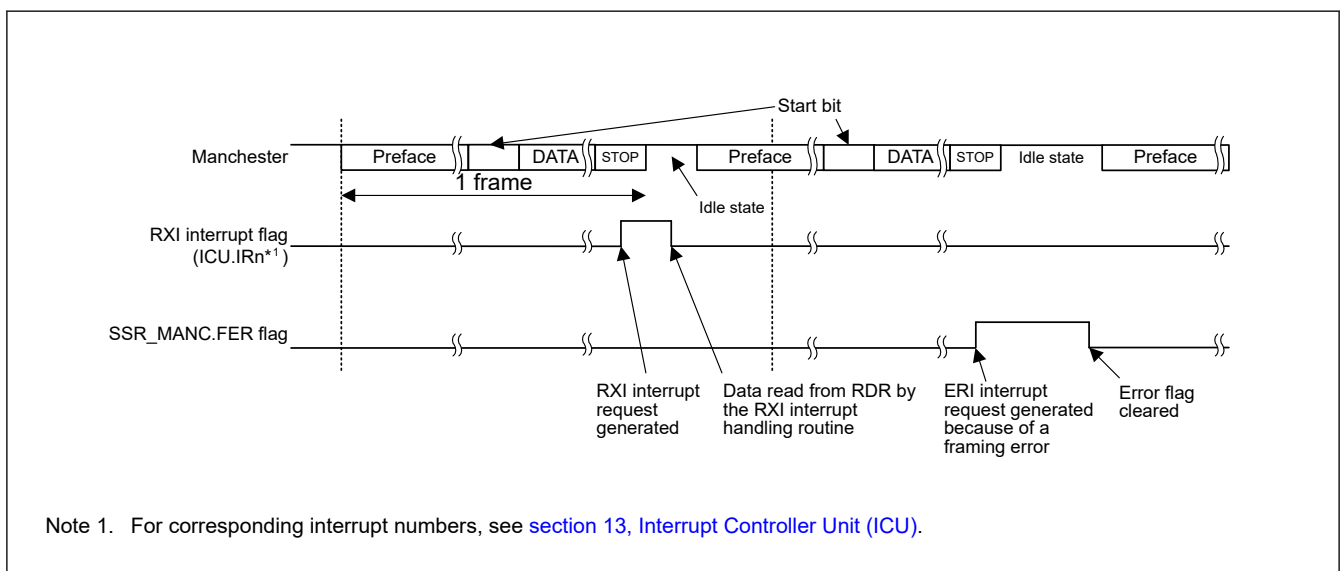 Start bit
Manchester Preface DATA STOP Preface DATA STOP Idle state Preface
1 frame
Idle state
RXI interrupt flag
(ICU.IRn*1)
SSR_MANC.FER flag
RXI interrupt
request
generated
Data read from RDR by
the RXI interrupt
handling routine
ERI interrupt
request generated
because of a
framing error
Error flag
cleared
Note 1. For corresponding interrupt numbers, see section 13, Interrupt Controller Unit (ICU).